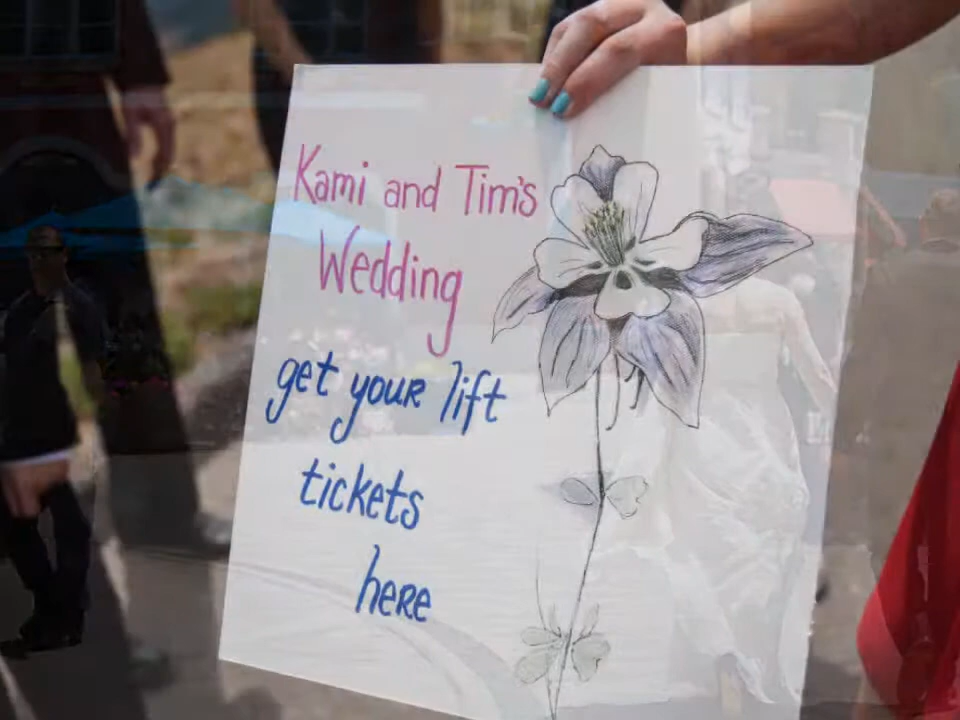 Kami and Tim's
Wedding
get your lift
tickets
here